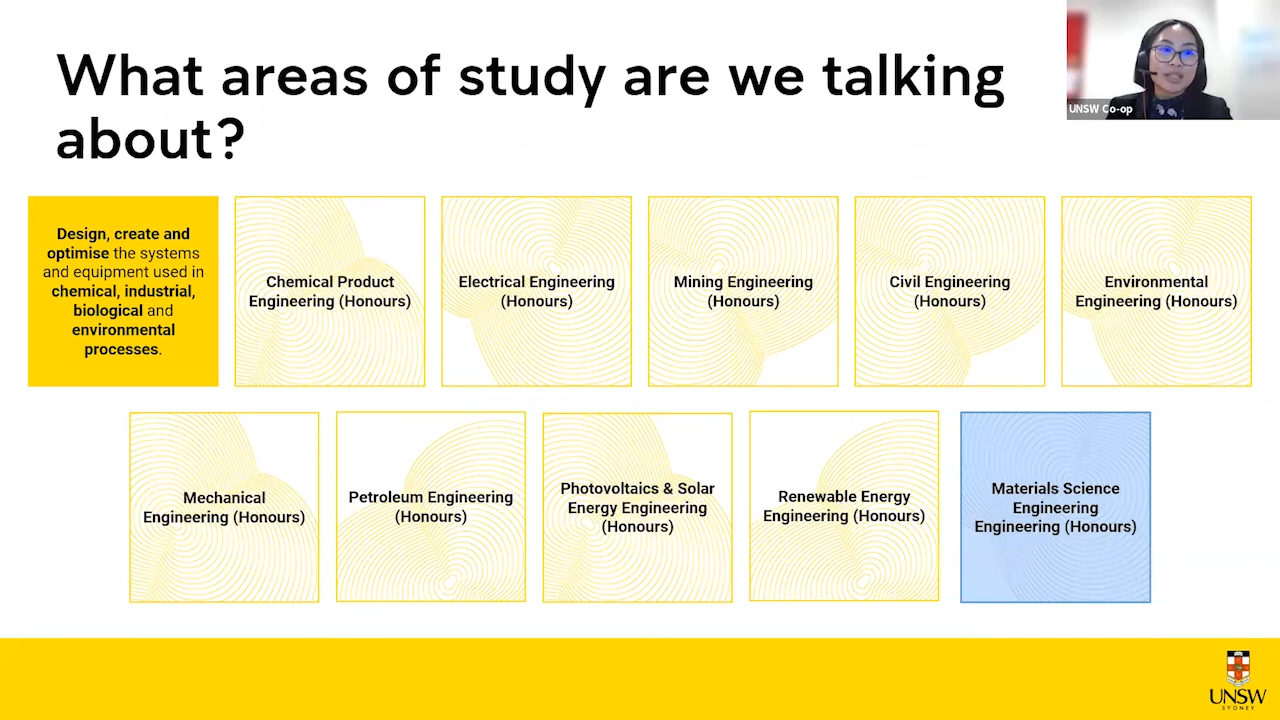 What areas of study are we talking
about?
UNSW Co-op
Design, create and
optimise the systems
and equipment used in
chemical, industrial,
biological and
environmental
processes.
Chemical Product
Engineering (Honours)
Electrical Engineering
(Honours)
Mining Engineering
(Honours)
Civil Engineering
(Honours)
Environmental
Engineering (Honours)
Mechanical
Engineering (Honours)
Petroleum Engineering
(Honours)
Photovoltaics & Solar
Energy Engineering
(Honours)
Renewable Energy
Engineering (Honours)
Materials Science
Engineering
Engineering (Honours)
UNSW
SYDNEY